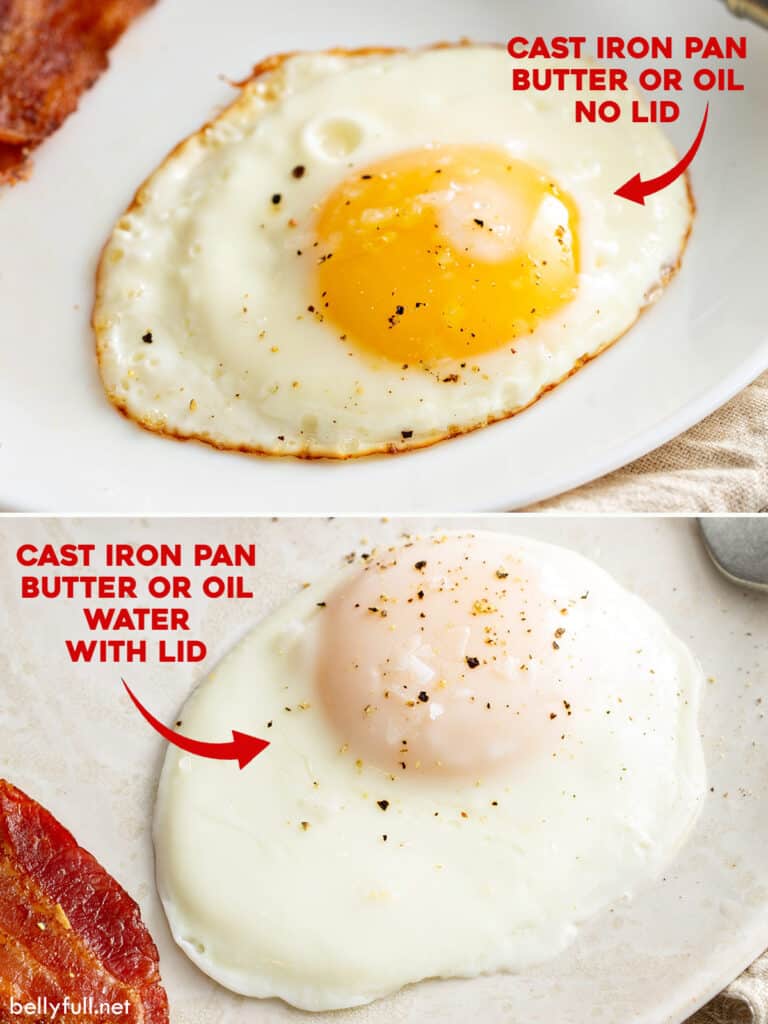 CAST IRON PAN
BUTTER OR OIL
NO LID
CAST IRON PAN
BUTTER OR OIL
WATER
WITH LID
bellyfull.net